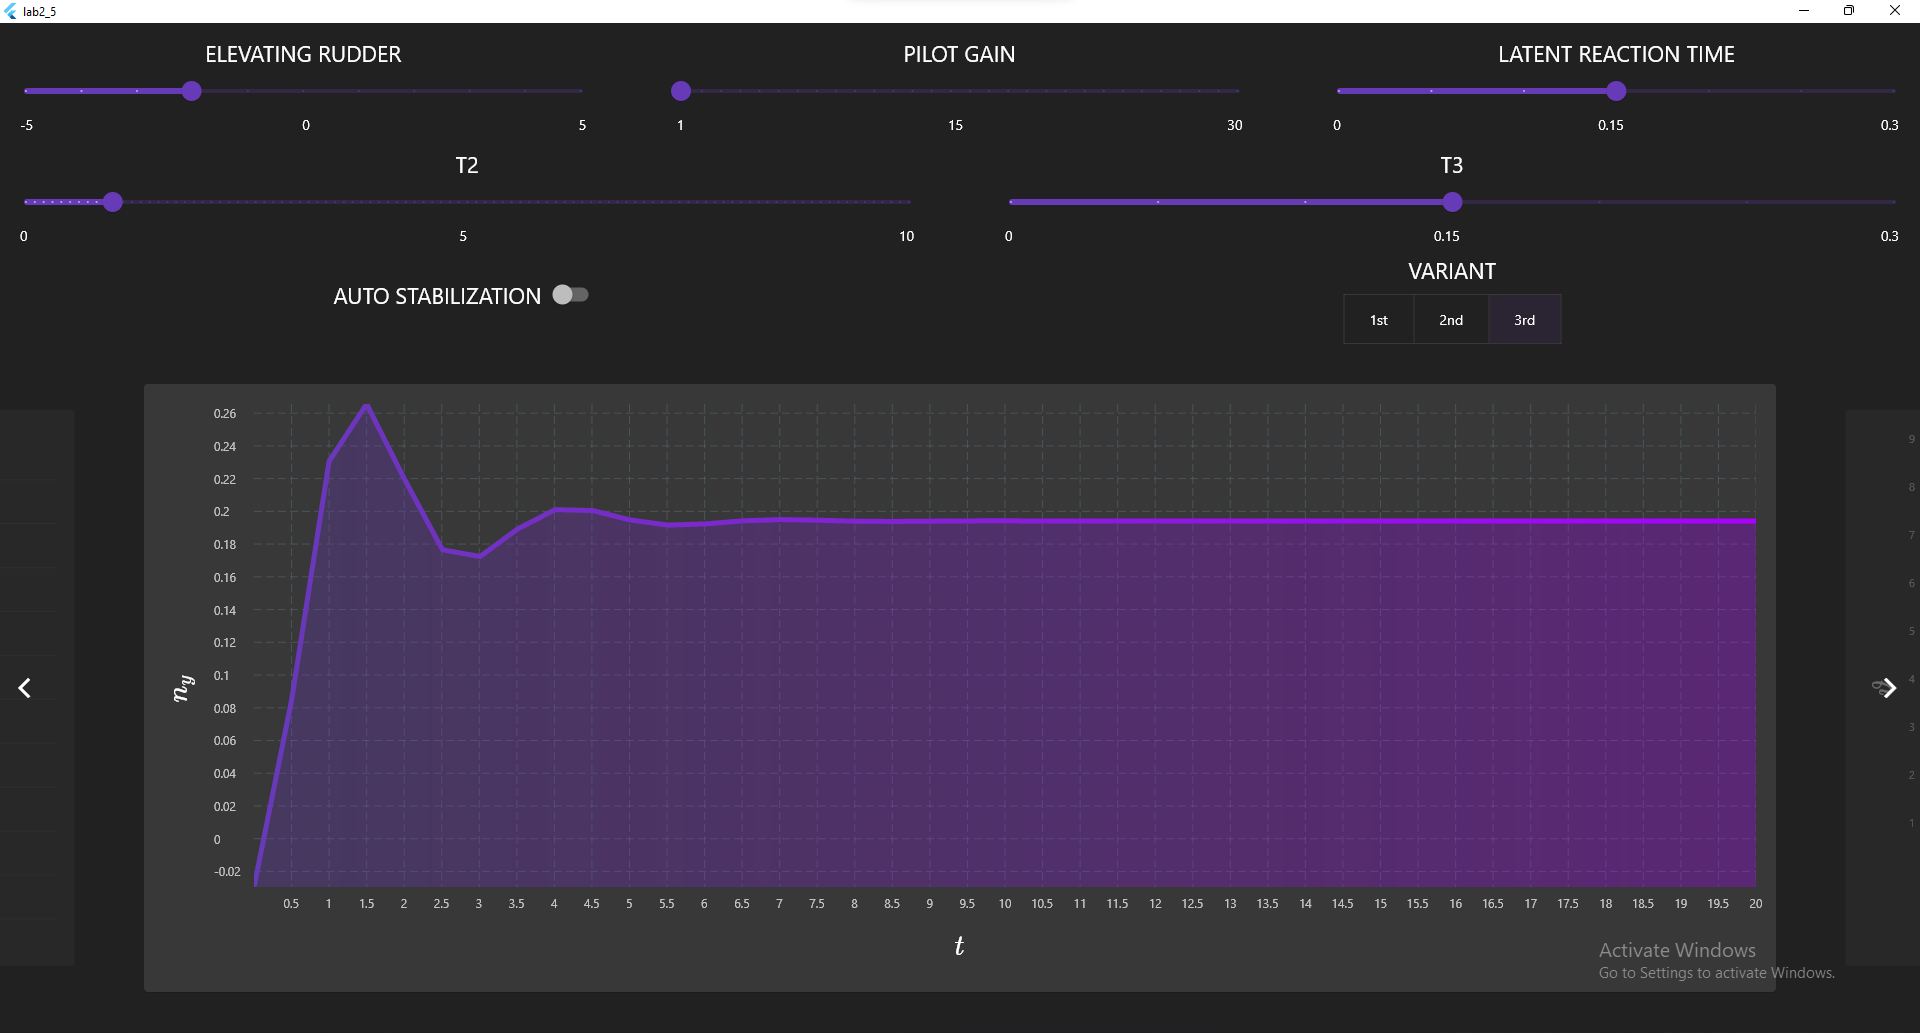 lab2_5
ELEVATING RUDDER
PILOT GAIN
LATENT REACTION TIME
-5 0 5
1 15 30
0 0.15 0.3
T2
T3
0 5 10
0 0.15 0.3
AUTO STABILIZATION
VARIANT
1st 2nd 3rd
0.26
0.24
0.22
0.2
0.18
0.16
0.14
0.12
0.1
0.08
0.06
0.04
0.02
0
-0.02
n_y
0.5 1 1.5 2 2.5 3 3.5 4 4.5 5 5.5 6 6.5 7 7.5 8 8.5 9 9.5 10 10.5 11 11.5 12 12.5 13 13.5 14 14.5 15 15.5 16 16.5 17 17.5 18 18.5 19 19.5 20
t
9
8
7
6
5
4
3
2
1
Activate Windows
Go to Settings to activate Windows.